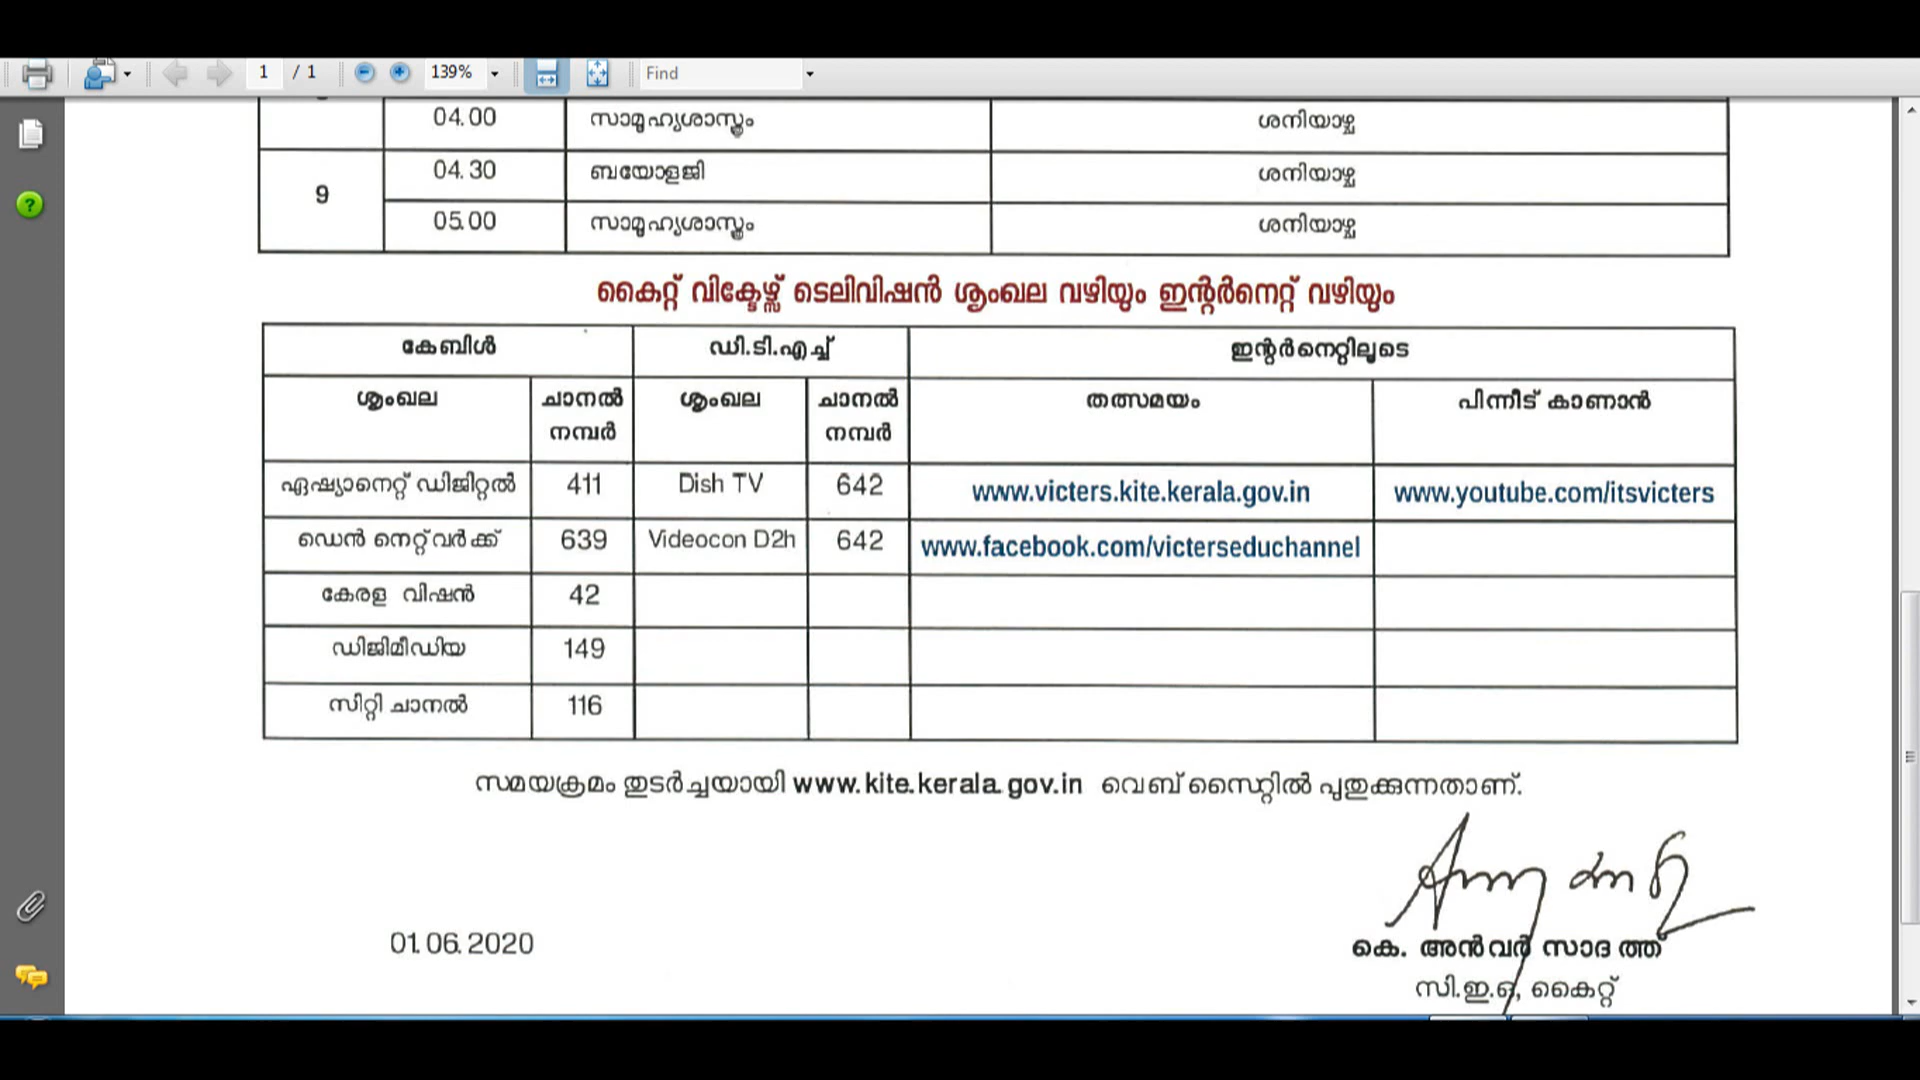 1 / 1 139% Find
04.00 സാമൂഹ്യശാസ്ത്രം ശനിയാഴ്ച
9 04.30 ബയോളജി ശനിയാഴ്ച
05.00 സാമൂഹ്യശാസ്ത്രം ശനിയാഴ്ച
കൈറ്റ് വിക്ടേഴ്സ് ടെലിവിഷൻ ശൃംഖല വഴിയും ഇന്റർനെറ്റ് വഴിയും
കേബിൾ ഡി.ടി.എച്ച് ഇന്റർനെറ്റിലൂടെ
ശൃംഖല ചാനൽ നമ്പർ ശൃംഖല ചാനൽ നമ്പർ തത്സമയം പിന്നീട് കാണാൻ
ഏഷ്യാനെറ്റ് ഡിജിറ്റൽ 411 Dish TV 642 www.victers.kite.kerala.gov.in www.youtube.com/itsvicters
ഡെൻ നെറ്റ്‌വർക്ക് 639 Videocon D2h 642 www.facebook.com/victerseduchannel
കേരള വിഷൻ 42
ഡിജിമീഡിയ 149
സിറ്റി ചാനൽ 116
സമയക്രമം തുടർച്ചയായി www.kite.kerala.gov.in വെബ് സൈറ്റിൽ പുതുക്കുന്നതാണ്.
01.06.2020
കെ. അൻവർ സാദത്ത്
സി.ഇ.ഒ, കൈറ്റ്